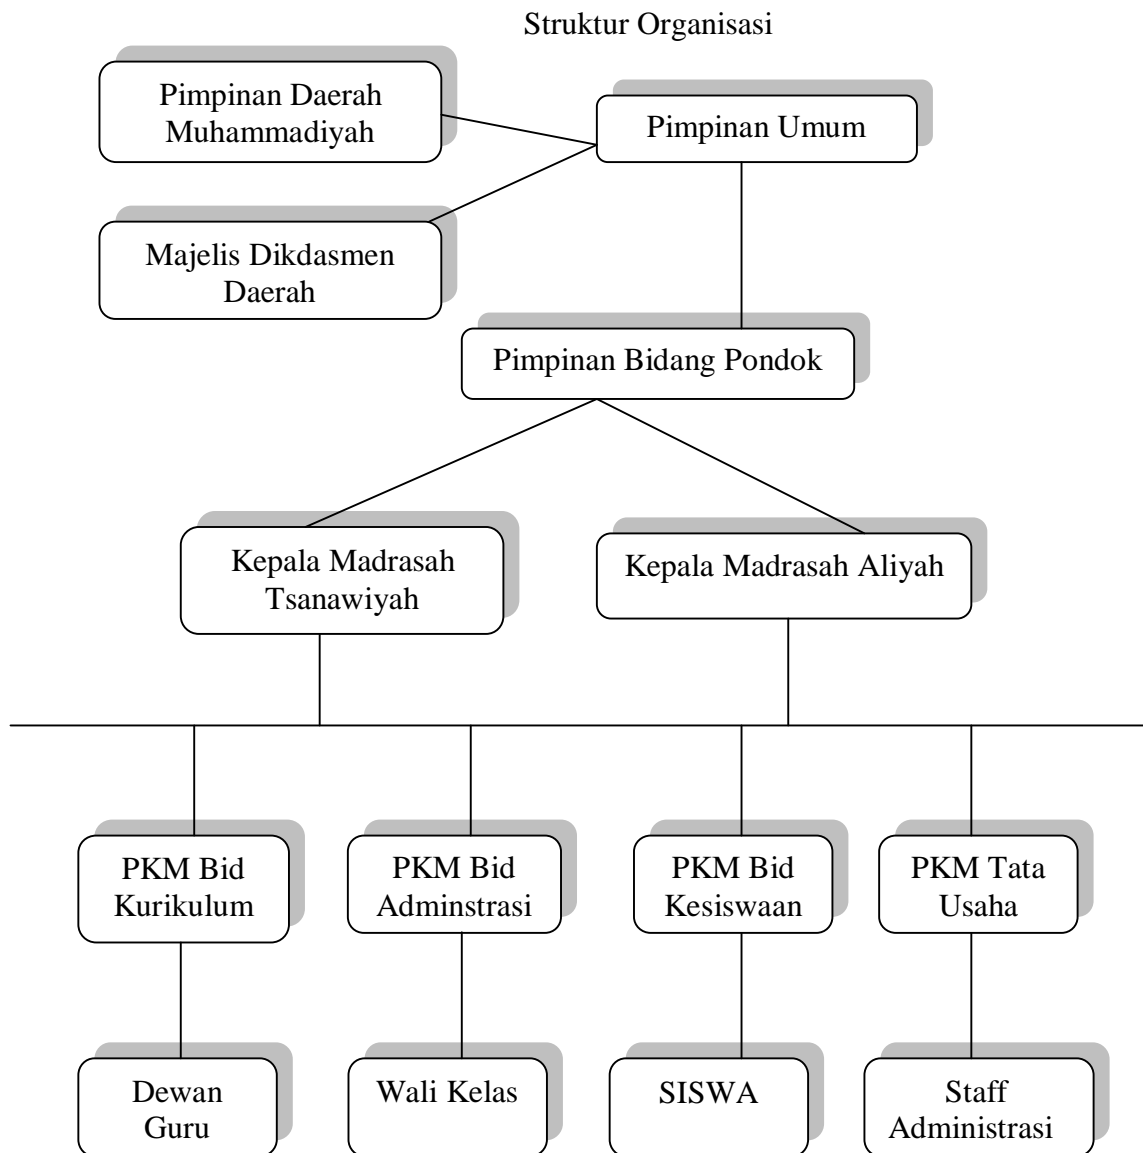 Struktur Organisasi
Pimpinan Daerah
Muhammadiyah
Pimpinan Umum
Majelis Dikdasmen
Daerah
Pimpinan Bidang Pondok
Kepala Madrasah
Tsanawiyah
Kepala Madrasah Aliyah
PKM Bid
Kurikulum
PKM Bid
Adminstrasi
PKM Bid
Kesiswaan
PKM Tata
Usaha
Dewan
Guru
Wali Kelas
SISWA
Staff
Administrasi